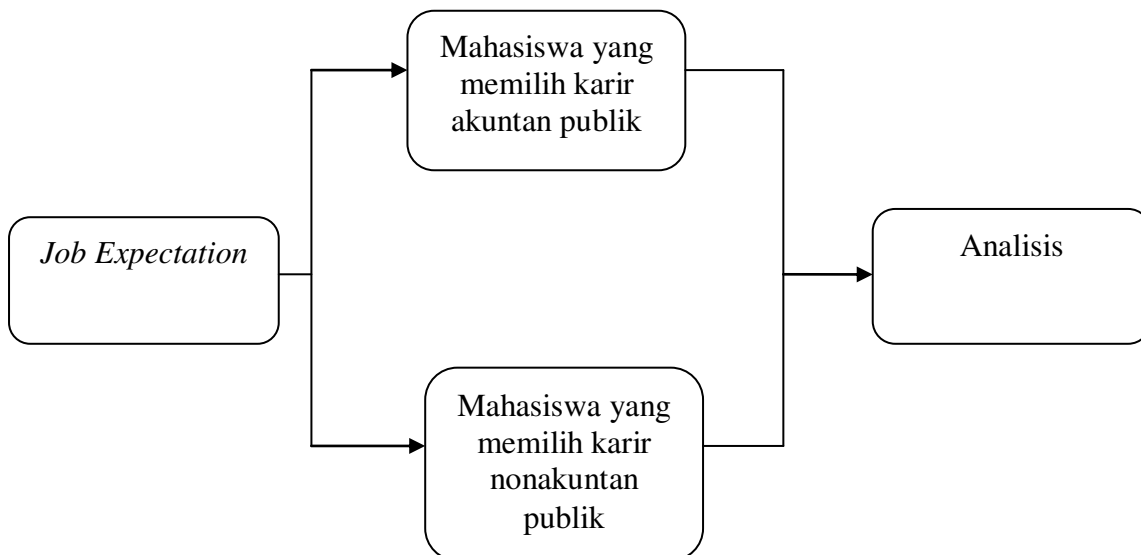 Mahasiswa yang
memilih karir
akuntan publik
Job Expectation
Analisis
Mahasiswa yang
memilih karir
nonakuntan
publik